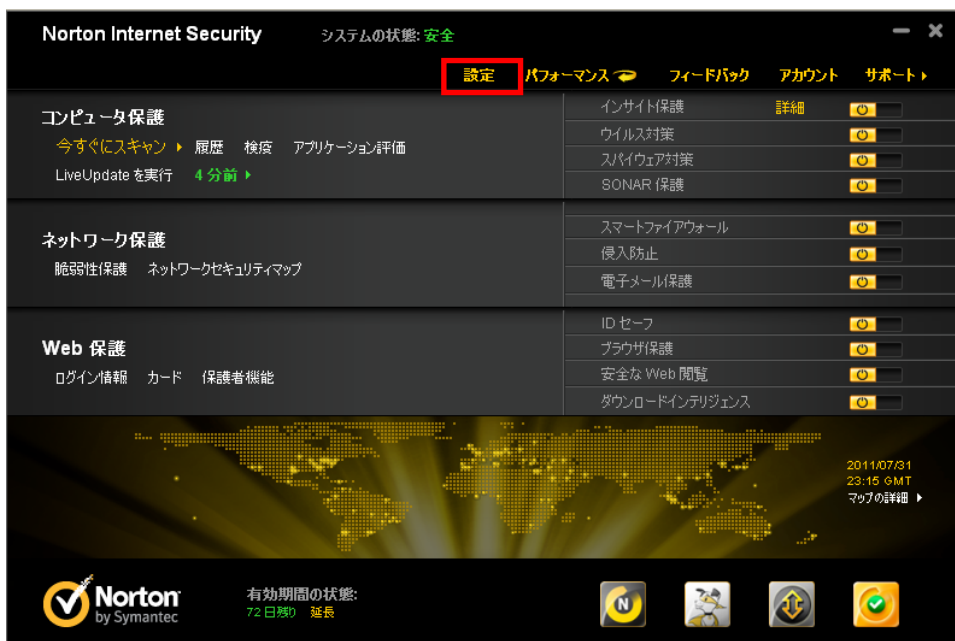 Norton Internet Security システムの状態: 安全
設定 パフォーマンス フィードバック アカウント サポート
コンピュータ保護
今すぐにスキャン 履歴 検疫 アプリケーション評価
LiveUpdate を実行 4 分前
インサイト保護 詳細
ウイルス対策
スパイウェア対策
SONAR 保護
ネットワーク保護
脆弱性保護 ネットワークセキュリティマップ
スマートファイアウォール
侵入防止
電子メール保護
Web 保護
ログイン情報 カード 保護者機能
ID セーフ
ブラウザ保護
安全な Web 閲覧
ダウンロードインテリジェンス
2011/07/31
23:15 GMT
マップの詳細
Norton
by Symantec
有効期間の状態:
72 日残り 延長
N